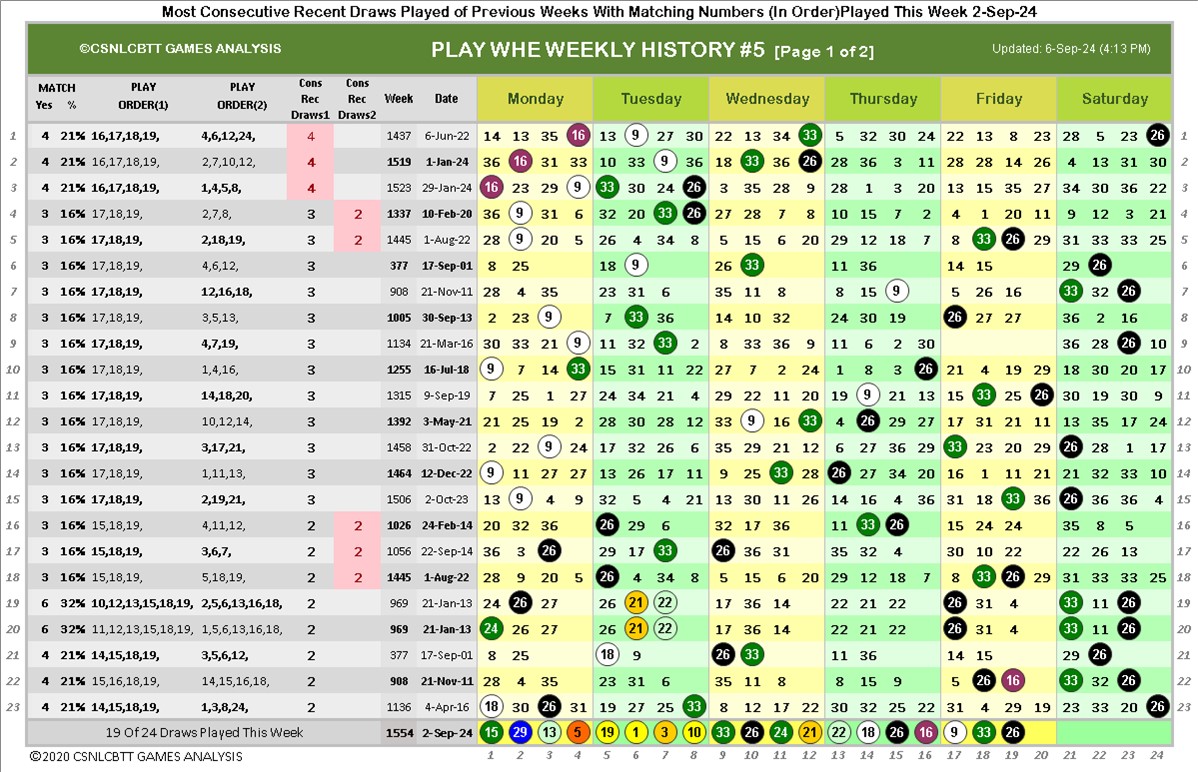 Most Consecutive Recent Draws Played of Previous Weeks With Matching Numbers (In Order)Played This Week 2-Sep-24
©CSNLCBTT GAMES ANALYSIS PLAY WHE WEEKLY HISTORY #5 [Page 1 of 2] Updated: 6-Sep-24 (4:13 PM)
MATCH Yes % PLAY ORDER(1) PLAY ORDER(2) Cons Rec Draws1 Cons Rec Draws2 Week Date Monday Tuesday Wednesday Thursday Friday Saturday
1 4 21% 16,17,18,19, 4,6,12,24, 4 1437 6-Jun-22 14 13 35 16 13 9 27 30 22 13 34 33 5 32 30 24 22 13 8 23 28 5 23 26 1
2 4 21% 16,17,18,19, 2,7,10,12, 4 1519 1-Jan-24 36 16 31 33 10 33 9 36 18 33 36 26 28 36 3 11 28 28 14 26 4 13 31 30 2
3 4 21% 16,17,18,19, 1,4,5,8, 4 1523 29-Jan-24 16 23 29 9 33 30 24 26 3 35 28 9 28 1 3 20 13 15 35 27 34 30 36 22 3
4 3 16% 17,18,19, 2,7,8, 3 2 1337 10-Feb-20 36 9 31 6 32 20 33 26 27 28 7 8 10 15 7 2 4 1 20 11 9 12 3 21 4
5 3 16% 17,18,19, 2,18,19, 3 2 1445 1-Aug-22 28 9 20 5 26 4 34 8 5 15 6 20 29 12 18 7 8 33 26 29 31 33 33 25 5
6 3 16% 17,18,19, 4,6,12, 3 377 17-Sep-01 8 25 18 9 26 33 11 36 14 15 29 26 6
7 3 16% 17,18,19, 12,16,18, 3 908 21-Nov-11 28 4 35 23 31 6 35 11 8 8 15 9 5 26 16 33 32 26 7
8 3 16% 17,18,19, 3,5,13, 3 1005 30-Sep-13 2 23 9 7 33 36 14 10 32 24 30 19 26 27 27 36 2 16 8
9 3 16% 17,18,19, 4,7,19, 3 1134 21-Mar-16 30 33 21 9 11 32 33 2 8 33 36 9 11 6 2 30 36 28 26 10 9
10 3 16% 17,18,19, 1,4,16, 3 1255 16-Jul-18 9 7 14 33 15 31 11 22 27 7 2 24 1 8 3 26 21 4 19 29 18 30 20 17 10
11 3 16% 17,18,19, 14,18,20, 3 1315 9-Sep-19 7 25 1 27 24 34 21 4 29 22 11 20 19 9 21 13 15 33 25 26 30 19 30 9 11
12 3 16% 17,18,19, 10,12,14, 3 1392 3-May-21 21 25 19 2 28 30 28 12 33 9 16 33 4 26 29 27 17 31 21 11 13 35 17 24 12
13 3 16% 17,18,19, 3,17,21, 3 1458 31-Oct-22 2 22 9 24 17 32 26 6 35 29 21 12 6 27 36 29 33 23 20 29 26 28 1 17 13
14 3 16% 17,18,19, 1,11,13, 3 1464 12-Dec-22 9 11 27 27 13 26 17 11 9 25 33 28 26 27 34 20 16 1 11 21 21 32 33 10 14
15 3 16% 17,18,19, 2,19,21, 3 1506 2-Oct-23 13 9 4 9 32 5 4 21 13 30 11 26 14 16 4 36 31 18 33 36 26 36 36 4 15
16 3 16% 15,18,19, 4,11,12, 2 2 1026 24-Feb-14 20 32 36 26 29 6 32 17 36 11 33 26 15 24 24 35 8 5 16
17 3 16% 15,18,19, 3,6,7, 2 2 1056 22-Sep-14 36 3 26 29 17 33 26 36 31 35 32 4 30 10 22 22 26 13 17
18 3 16% 15,18,19, 5,18,19, 2 2 1445 1-Aug-22 28 9 20 5 26 4 34 8 5 15 6 20 29 12 18 7 8 33 26 29 31 33 33 25 18
19 6 32% 10,12,13,15,18,19, 2,5,6,13,16,18, 2 969 21-Jan-13 24 26 27 26 21 22 17 36 14 22 21 22 26 31 4 33 11 26 19
20 6 32% 11,12,13,15,18,19, 1,5,6,13,16,18, 2 969 21-Jan-13 24 26 27 26 21 22 17 36 14 22 21 22 26 31 4 33 11 26 20
21 4 21% 14,15,18,19, 3,5,6,12, 2 377 17-Sep-01 8 25 18 9 26 33 11 36 14 15 29 26 21
22 4 21% 15,16,18,19, 14,15,16,18, 2 908 21-Nov-11 28 4 35 23 31 6 35 11 8 8 15 9 5 26 16 33 32 26 22
23 4 21% 14,15,18,19, 1,3,8,24, 2 1136 4-Apr-16 18 30 26 31 19 27 25 33 8 12 17 22 30 32 25 32 31 4 29 19 23 33 20 26 23
19 Of 24 Draws Played This Week 1554 2-Sep-24 15 29 13 5 19 1 3 10 33 26 24 21 22 18 26 16 9 33 26
©2020 CSNLCBTT GAMES ANALYSIS 1 2 3 4 5 6 7 8 9 10 11 12 13 14 15 16 17 18 19 20 21 22 23 24